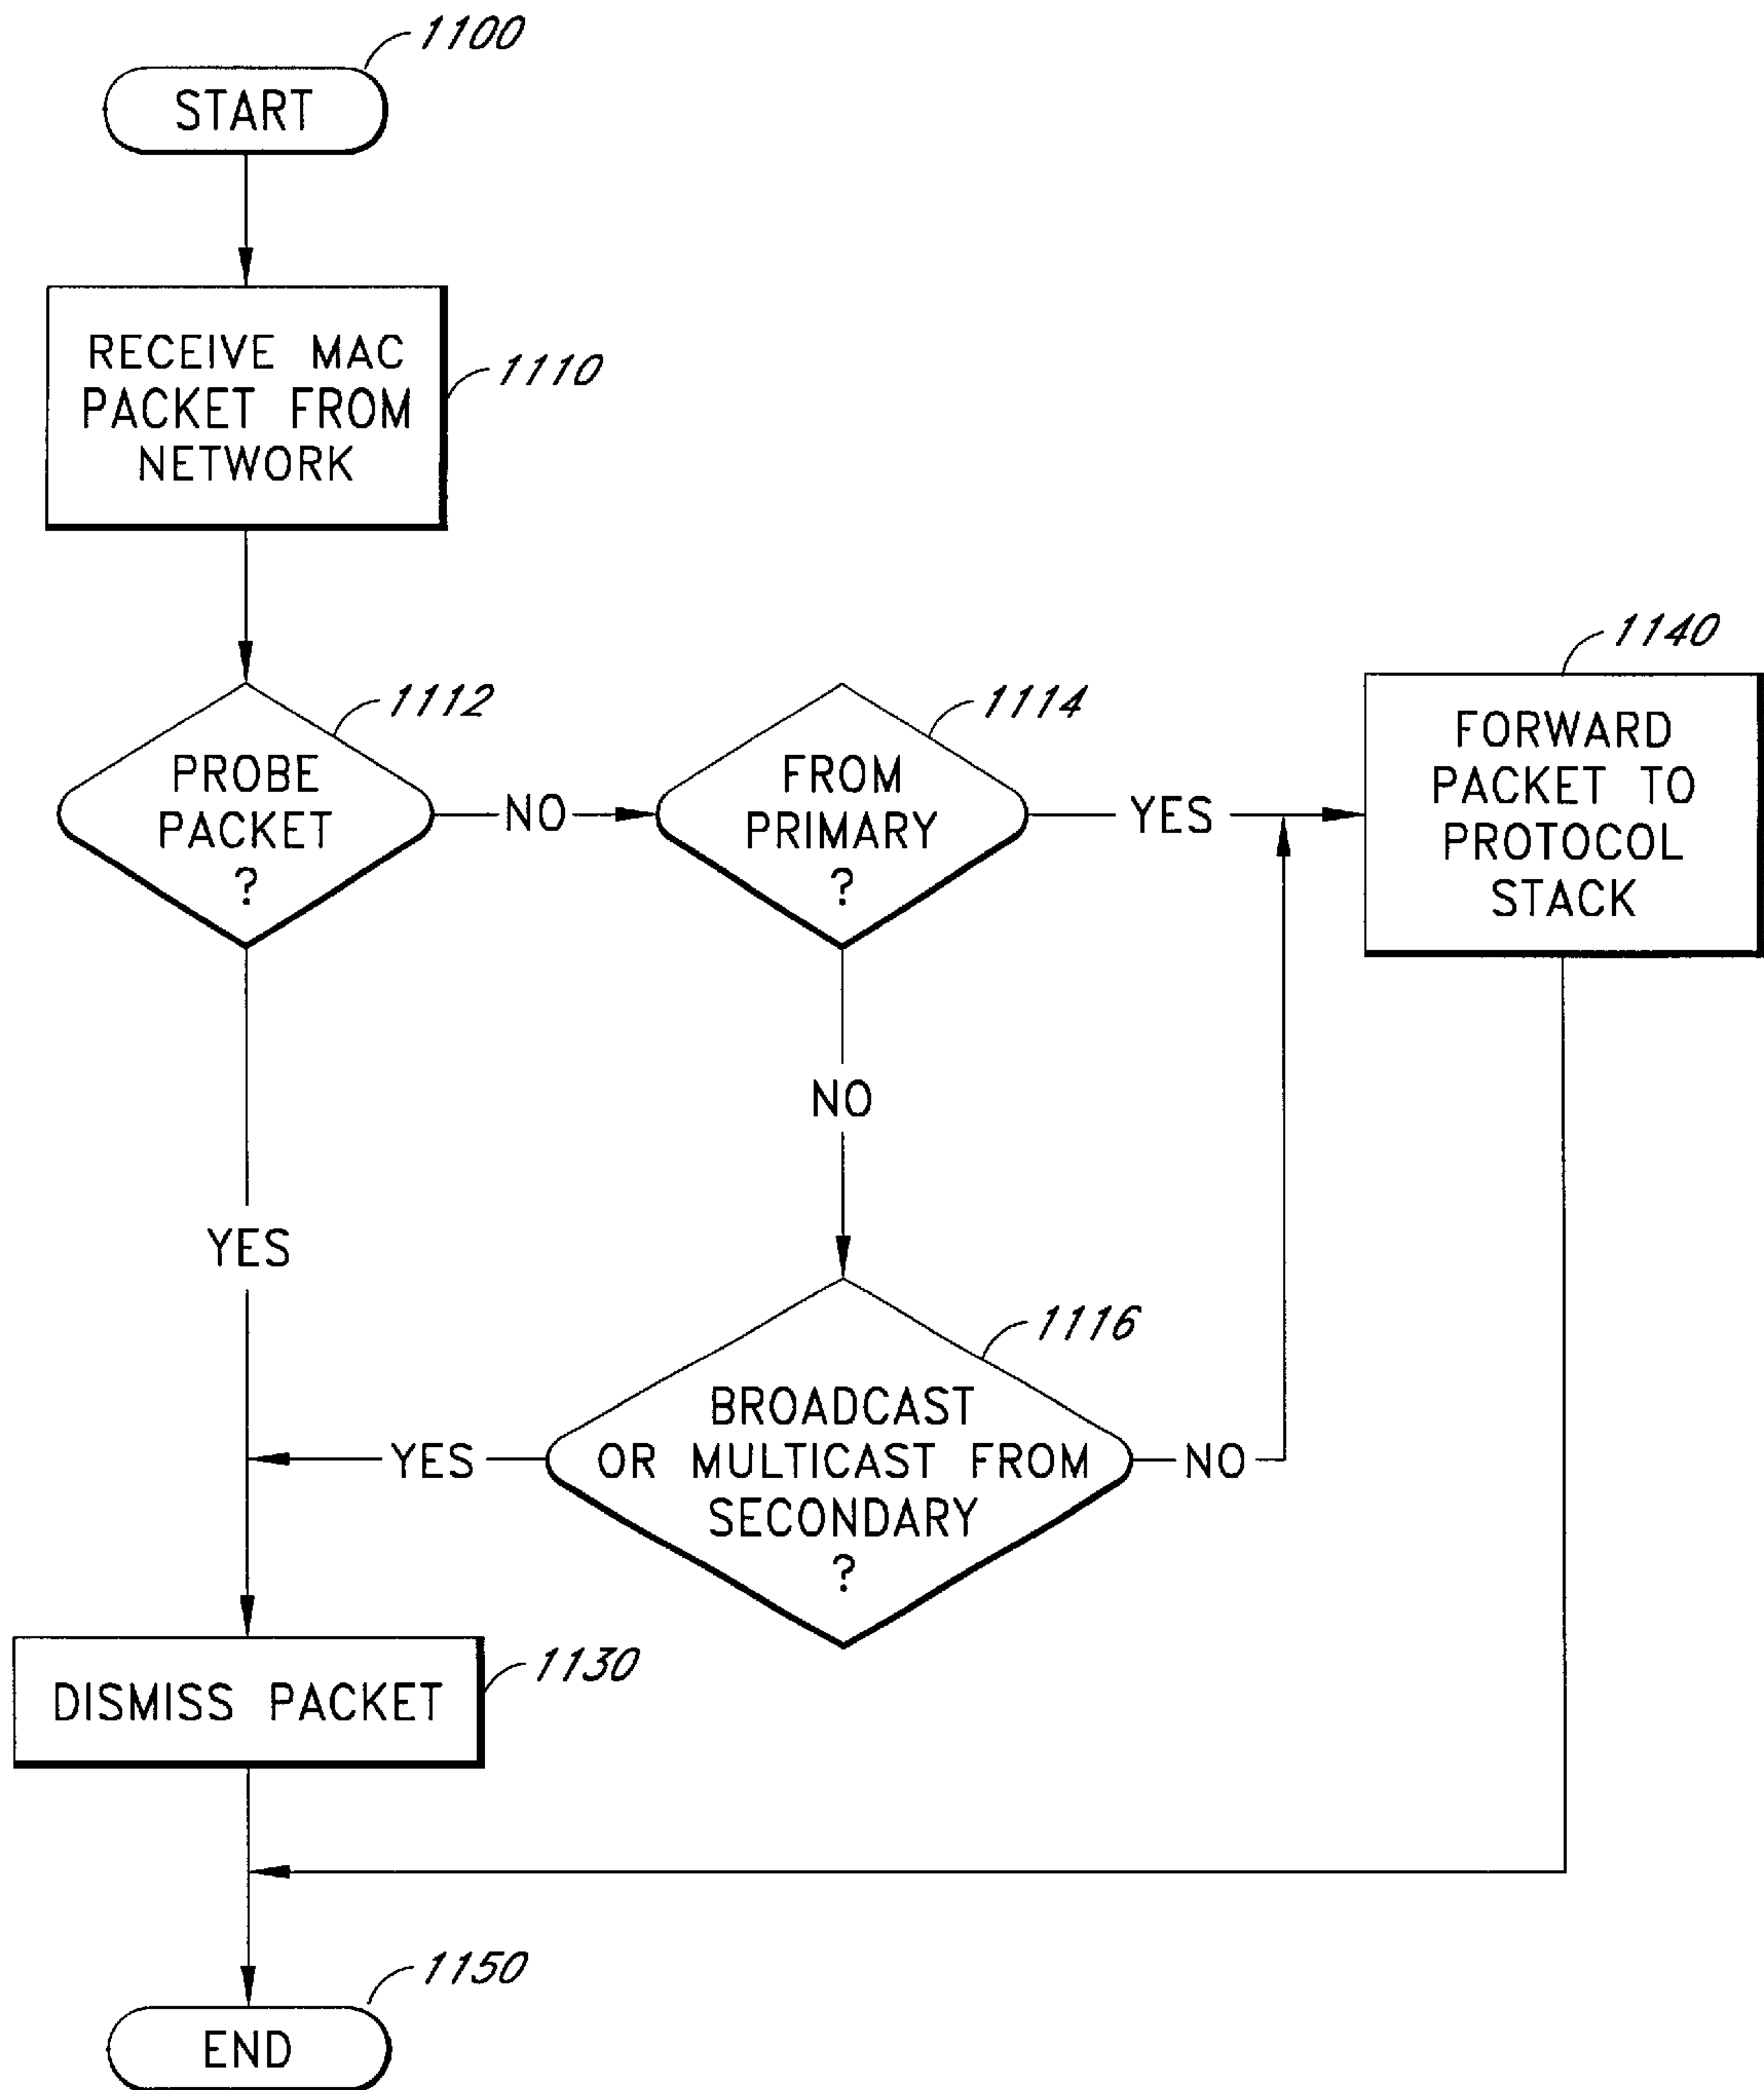 1100
START
RECEIVE MAC
PACKET FROM
NETWORK
1110
1112
PROBE
PACKET
?
NO
1114
FROM
PRIMARY
?
YES
1140
FORWARD
PACKET TO
PROTOCOL
STACK
NO
YES
1116
BROADCAST
OR MULTICAST FROM
SECONDARY
?
YES
NO
1130
DISMISS PACKET
1150
END